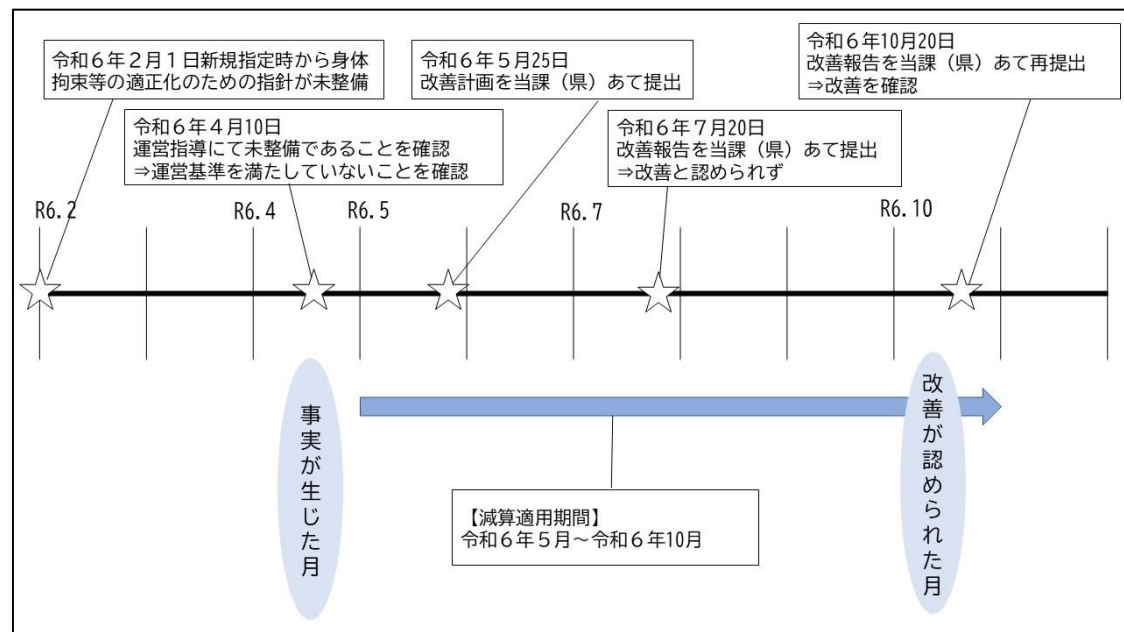 令和６年２月１日新規指定時から身体
拘束等の適正化のための指針が未整備
令和６年４月10日
運営指導にて未整備であることを確認
⇒運営基準を満たしていないことを確認
令和６年５月25日
改善計画を当課（県）あて提出
令和６年７月20日
改善報告を当課（県）あて提出
⇒改善と認められず
令和６年10月20日
改善報告を当課（県）あて再提出
⇒改善を確認
R6.2
R6.4
R6.5
R6.7
R6.10
事実が生じた月
改善が認められた月
【減算適用期間】
令和６年５月～令和６年10月